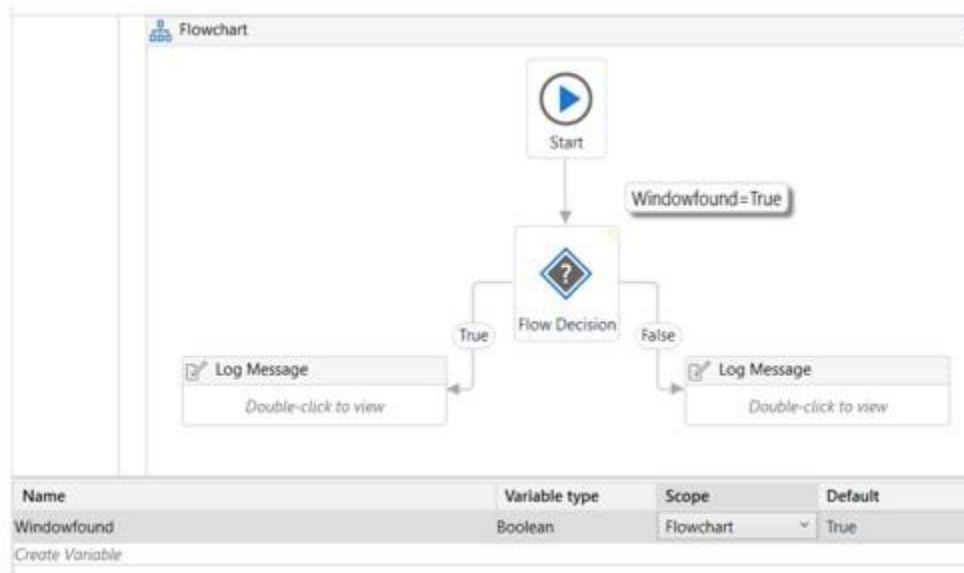 Flowchart
Start
Windowfound=True
?
Flow Decision
True
False
Log Message
Double-click to view
Log Message
Double-click to view
Name Variable type Scope Default
Windowfound Boolean Flowchart True
Create Variable